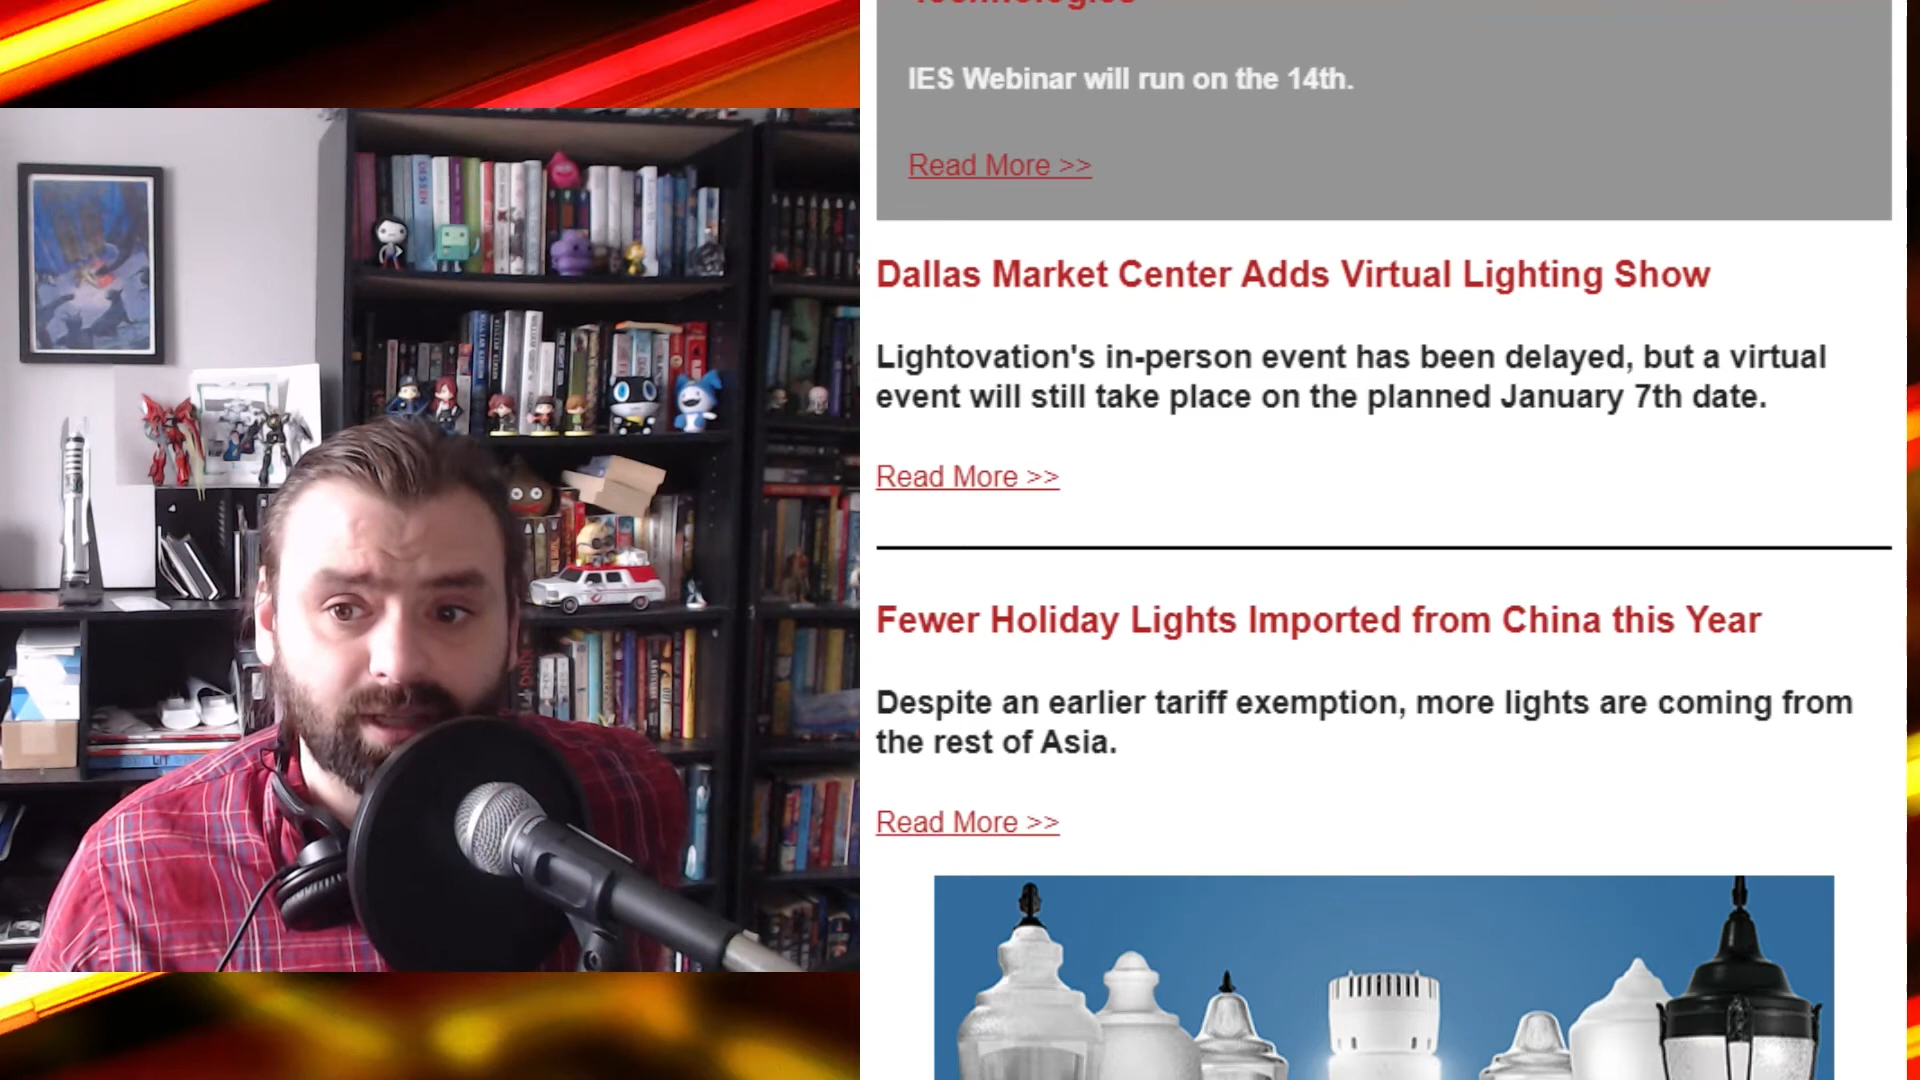 IES Webinar will run on the 14th.
Read More >>
Dallas Market Center Adds Virtual Lighting Show
Lightovation's in-person event has been delayed, but a virtual
event will still take place on the planned January 7th date.
Read More >>
Fewer Holiday Lights Imported from China this Year
Despite an earlier tariff exemption, more lights are coming from
the rest of Asia.
Read More >>
DESSEN
LIT